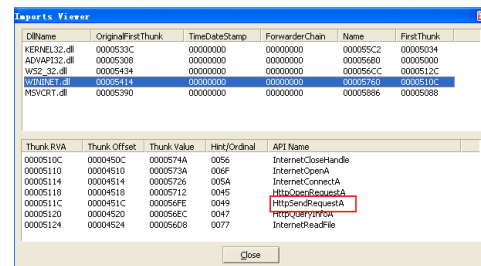 Imports Viewer
DllName OriginalFirstThunk TimeDateStamp ForwarderChain Name FirstThunk
KERNEL32.dll 0000533C 00000000 00000000 000055C2 00005034
ADVAPI32.dll 00005308 00000000 00000000 000056B0 00005000
WS2_32.dll 00005434 00000000 00000000 000056CC 0000512C
WININET.dll 00005414 00000000 00000000 00005760 0000510C
MSVCRT.dll 00005390 00000000 00000000 00005886 00005088
Thunk RVA Thunk Offset Thunk Value Hint/Ordinal API Name
0000510C 0000450C 0000574A 0056 InternetCloseHandle
00005110 00004510 0000573A 006F InternetOpenA
00005114 00004514 00005726 005A InternetConnectA
00005118 00004518 00005712 0045 HttpOpenRequestA
0000511C 0000451C 000056FE 0049 HttpSendRequestA
00005120 00004520 000056EC 0047 HttpQueryInfoA
00005124 00004524 000056D8 0077 InternetReadFile
Close